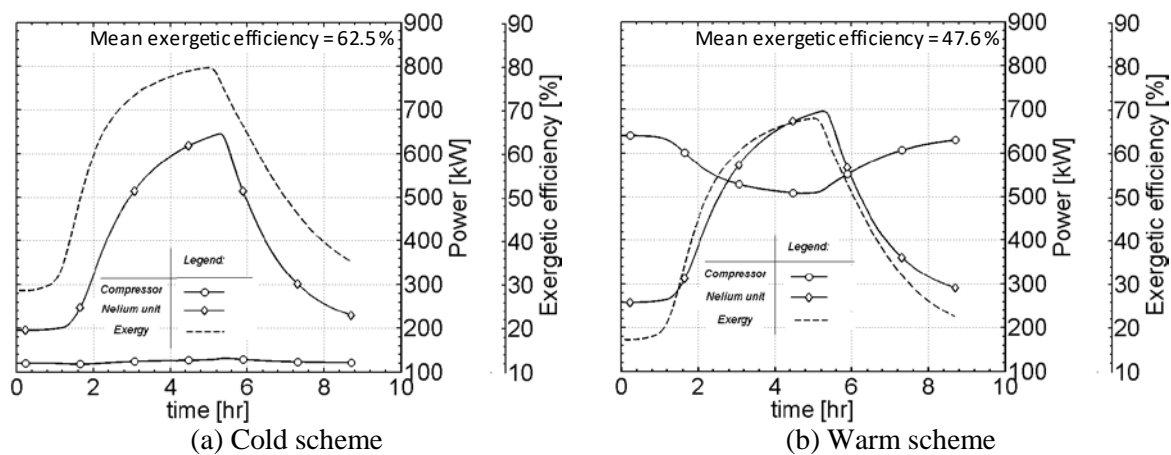 Mean exergetic efficiency = 62.5%
900
800
700
600
500
400
300
200
100
Power [kW]
90
80
70
60
50
40
30
20
10
Exergetic efficiency [%]
Legend:
Compressor
Nelium unit
Exergy
0 2 4 6 8 10
time [hr]
(a) Cold scheme
Mean exergetic efficiency = 47.6%
900
800
700
600
500
400
300
200
100
Power [kW]
90
80
70
60
50
40
30
20
10
Exergetic efficiency [%]
Legend:
Compressor
Nelium unit
Exergy
0 2 4 6 8 10
time [hr]
(b) Warm scheme